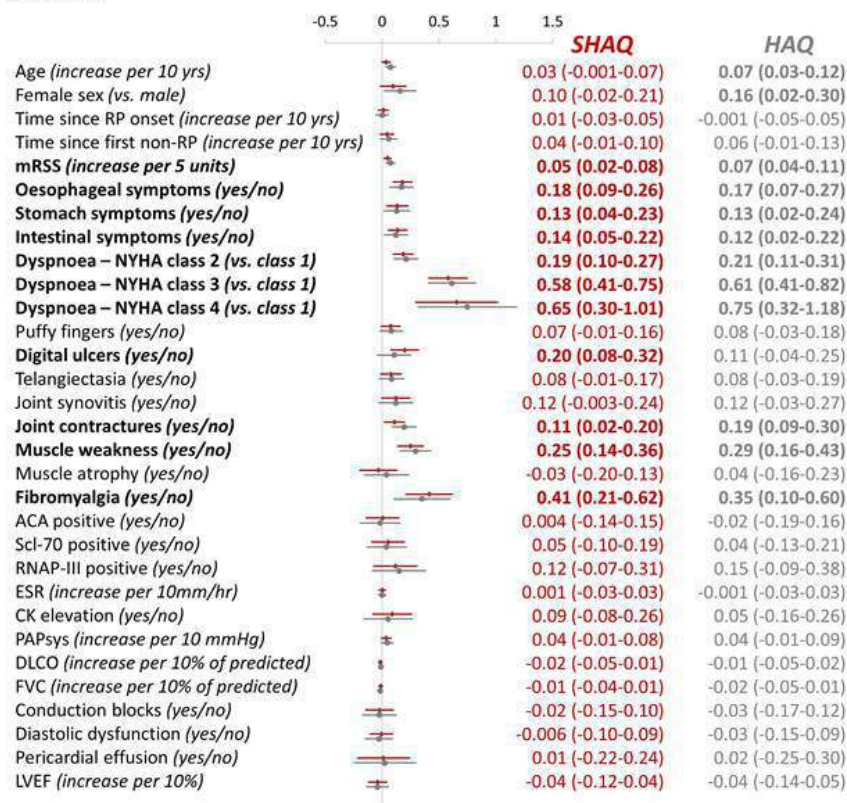 -0.5 0 0.5 1 1.5
SHAQ HAQ
Age (increase per 10 yrs) 0.03 (-0.001-0.07) 0.07 (0.03-0.12)
Female sex (vs. male) 0.10 (-0.02-0.21) 0.16 (0.02-0.30)
Time since RP onset (increase per 10 yrs) 0.01 (-0.03-0.05) -0.001 (-0.05-0.05)
Time since first non-RP (increase per 10 yrs) 0.04 (-0.01-0.10) 0.06 (-0.01-0.13)
mRSS (increase per 5 units) 0.05 (0.02-0.08) 0.07 (0.04-0.11)
Oesophageal symptoms (yes/no) 0.18 (0.09-0.26) 0.17 (0.07-0.27)
Stomach symptoms (yes/no) 0.13 (0.04-0.23) 0.13 (0.02-0.24)
Intestinal symptoms (yes/no) 0.14 (0.05-0.22) 0.12 (0.02-0.22)
Dyspnoea – NYHA class 2 (vs. class 1) 0.19 (0.10-0.27) 0.21 (0.11-0.31)
Dyspnoea – NYHA class 3 (vs. class 1) 0.58 (0.41-0.75) 0.61 (0.41-0.82)
Dyspnoea – NYHA class 4 (vs. class 1) 0.65 (0.30-1.01) 0.75 (0.32-1.18)
Puffy fingers (yes/no) 0.07 (-0.01-0.16) 0.08 (-0.03-0.18)
Digital ulcers (yes/no) 0.20 (0.08-0.32) 0.11 (-0.04-0.25)
Telangiectasia (yes/no) 0.08 (-0.01-0.17) 0.08 (-0.03-0.19)
Joint synovitis (yes/no) 0.12 (-0.003-0.24) 0.12 (-0.03-0.27)
Joint contractures (yes/no) 0.11 (0.02-0.20) 0.19 (0.09-0.30)
Muscle weakness (yes/no) 0.25 (0.14-0.36) 0.29 (0.16-0.43)
Muscle atrophy (yes/no) -0.03 (-0.20-0.13) 0.04 (-0.16-0.23)
Fibromyalgia (yes/no) 0.41 (0.21-0.62) 0.35 (0.10-0.60)
ACA positive (yes/no) 0.004 (-0.14-0.15) -0.02 (-0.19-0.16)
Scl-70 positive (yes/no) 0.05 (-0.10-0.19) 0.04 (-0.13-0.21)
RNAP-III positive (yes/no) 0.12 (-0.07-0.31) 0.15 (-0.09-0.38)
ESR (increase per 10mm/hr) 0.001 (-0.03-0.03) -0.001 (-0.03-0.03)
CK elevation (yes/no) 0.09 (-0.08-0.26) 0.05 (-0.16-0.26)
PAPsys (increase per 10 mmHg) 0.04 (-0.01-0.08) 0.04 (-0.01-0.09)
DLCO (increase per 10% of predicted) -0.02 (-0.05-0.01) -0.01 (-0.05-0.02)
FVC (increase per 10% of predicted) -0.01 (-0.04-0.01) -0.02 (-0.05-0.01)
Conduction blocks (yes/no) -0.02 (-0.15-0.10) -0.03 (-0.17-0.12)
Diastolic dysfunction (yes/no) -0.006 (-0.10-0.09) -0.03 (-0.15-0.09)
Pericardial effusion (yes/no) 0.01 (-0.22-0.24) 0.02 (-0.25-0.30)
LVEF (increase per 10%) -0.04 (-0.12-0.04) -0.04 (-0.14-0.05)